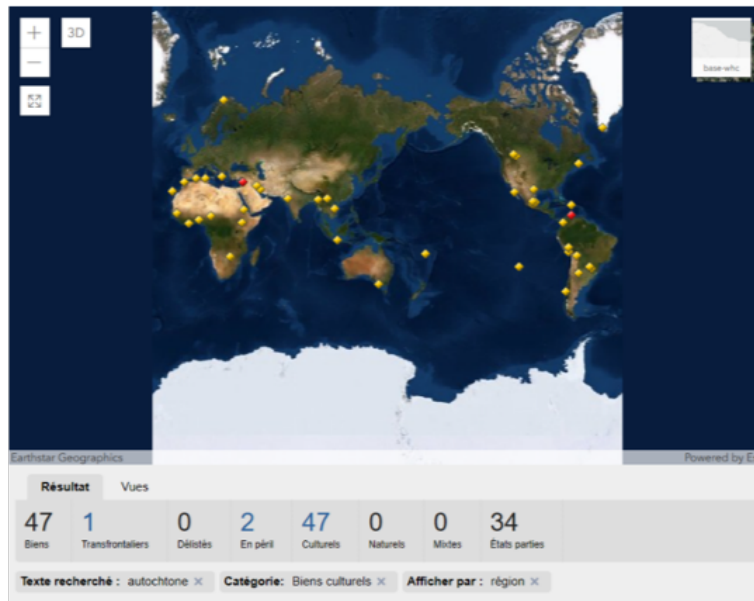 +
3D
−
base-whc
Earthstar Geographics Powered by E
Résultat Vues
47 1 0 2 47 0 0 34
Biens Transfrontaliers Délistés En péril Culturels Naturels Mixtes États parties
Texte recherché : autochtone × Catégorie: Biens culturels × Afficher par : région ×